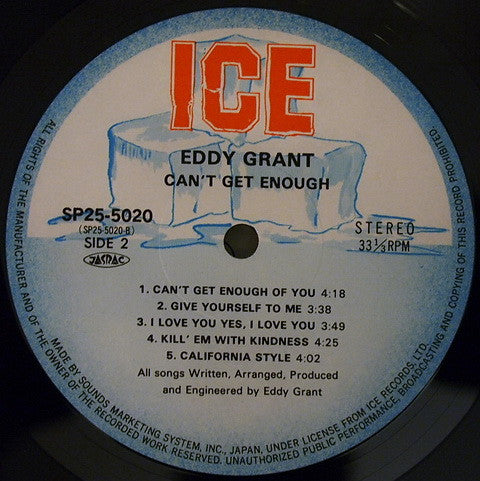 ICE
EDDY GRANT
CAN'T GET ENOUGH
SP25-5020
(SP25 5020-B)
SIDE 2
JASRAC
STEREO
33 1/3 RPM
1. CAN'T GET ENOUGH OF YOU 4:18
2. GIVE YOURSELF TO ME 3:38
3. I LOVE YOU YES, I LOVE YOU 3:49
4. KILL' EM WITH KINDNESS 4:25
5. CALIFORNIA STYLE 4:02
All songs Written, Arranged, Produced
and Engineered by Eddy Grant
MADE BY SOUNDS MARKETING SYSTEM, INC., JAPAN, UNDER LICENSE FROM ICE RECORDS, LTD.
ALL RIGHTS OF THE MANUFACTURER AND OF THE OWNER OF THE RECORDED WORK RESERVED. UNAUTHORIZED PUBLIC PERFORMANCE, BROADCASTING AND COPYING OF THIS RECORD PROHIBITED.